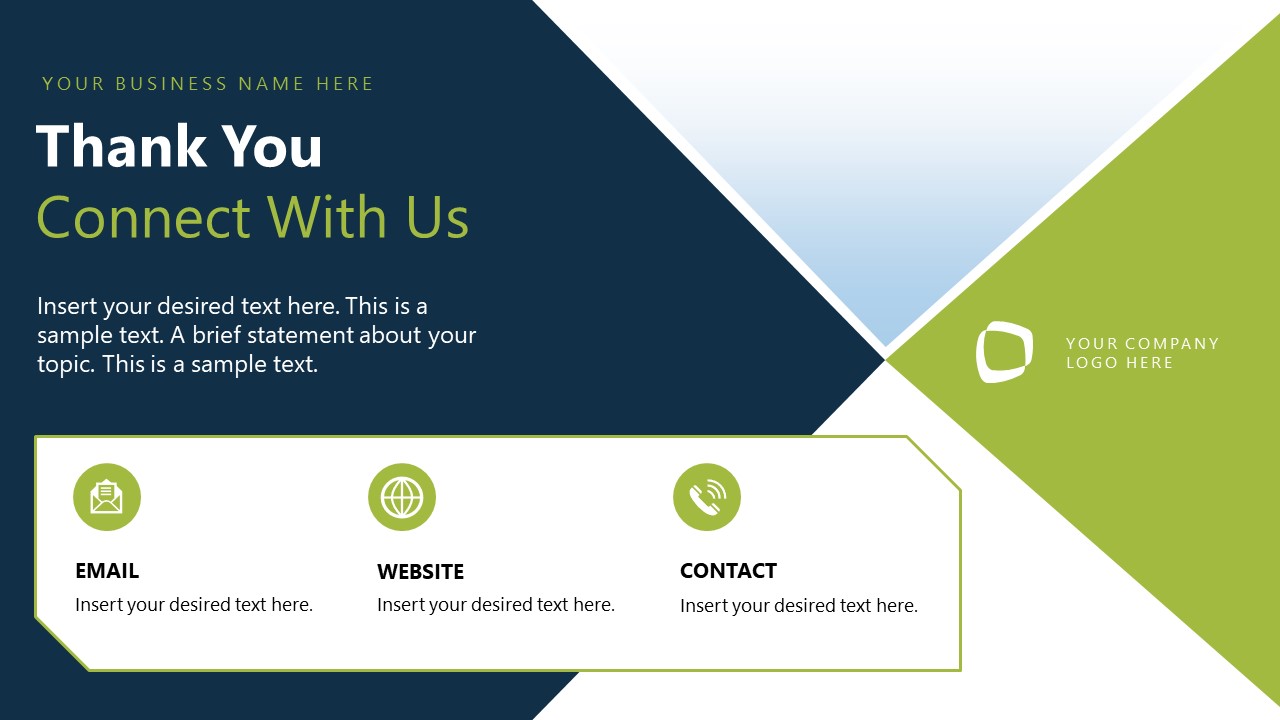 YOUR BUSINESS NAME HERE
Thank You
Connect With Us
Insert your desired text here. This is a
sample text. A brief statement about your
topic. This is a sample text.
YOUR COMPANY
LOGO HERE
EMAIL
Insert your desired text here.
WEBSITE
Insert your desired text here.
CONTACT
Insert your desired text here.